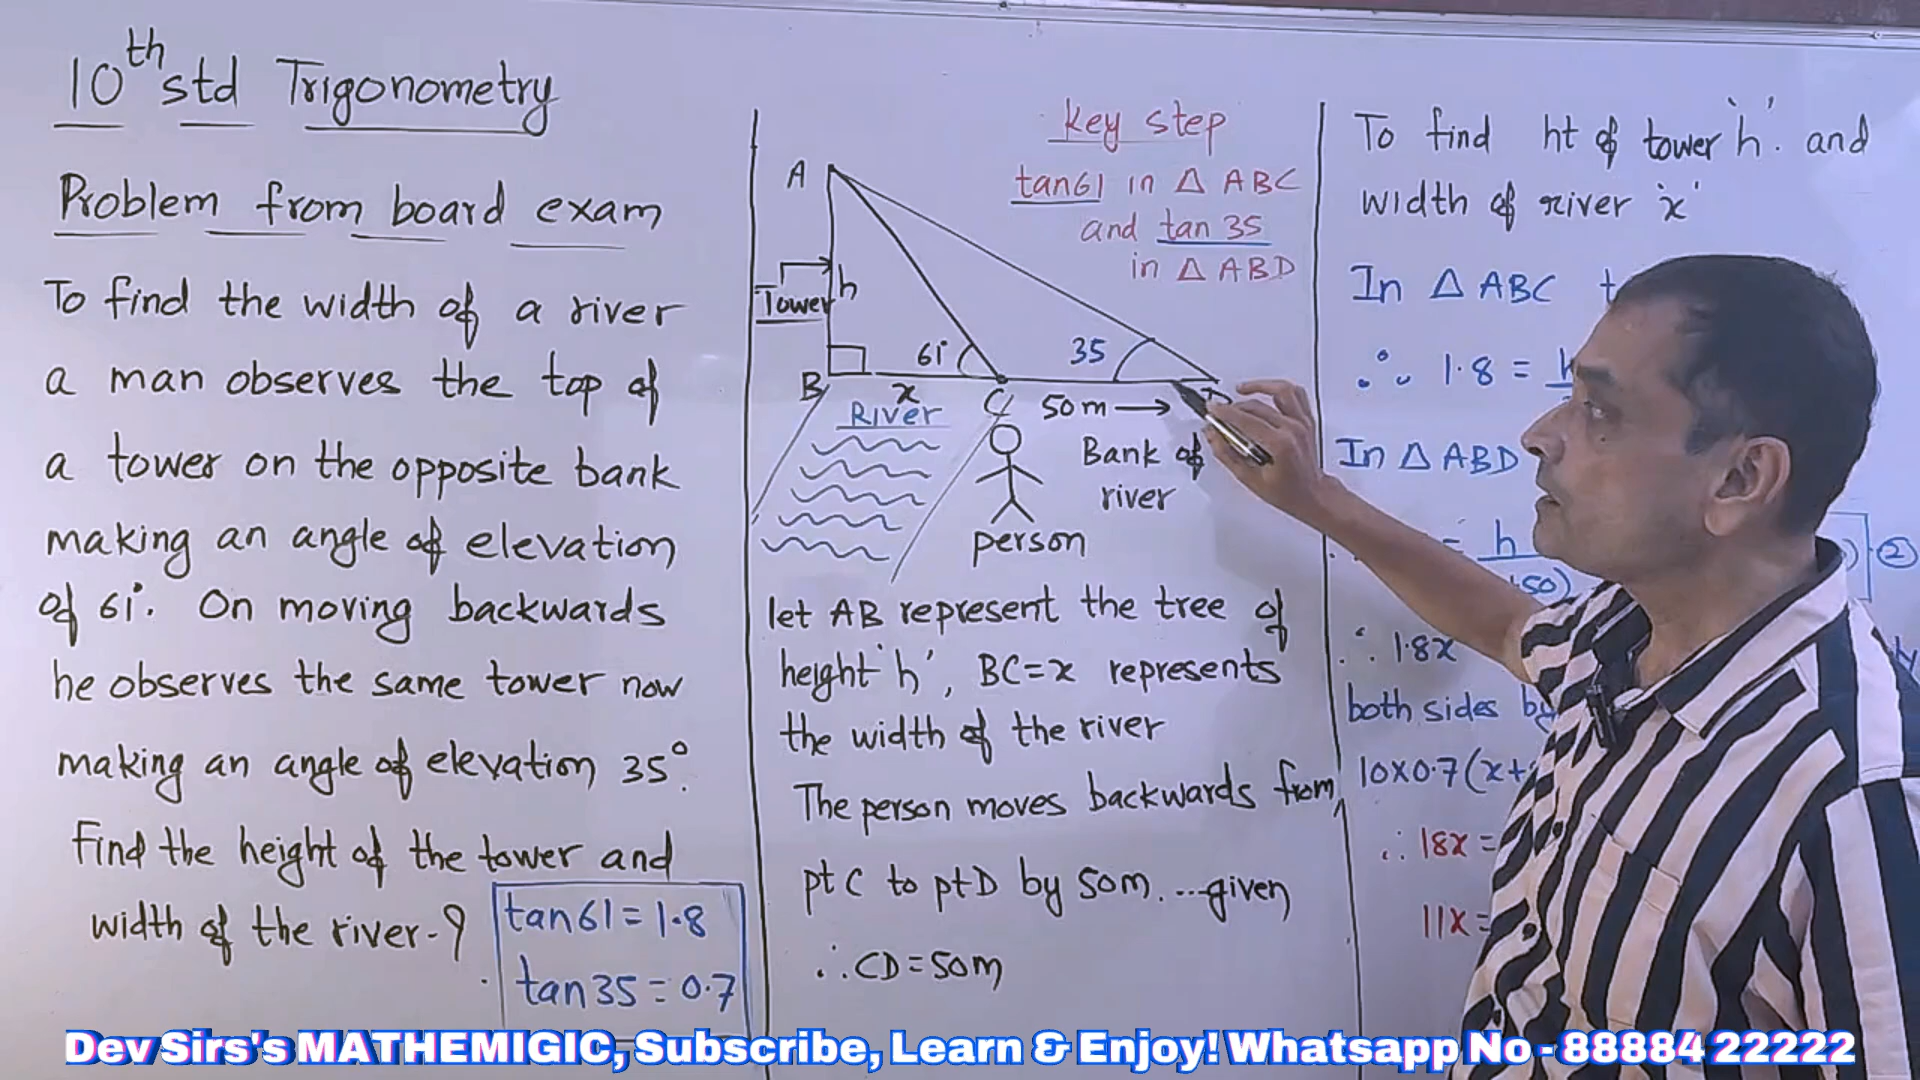 10th std Trigonometry
Problem from board exam
To find the width of a river
a man observes the top of
a tower on the opposite bank
making an angle of elevation
of 61°. On moving backwards
he observes the same tower now
making an angle of elevation 35°.
Find the height of the tower and
width of the river-?
tan61 = 1.8
tan35 = 0.7
Key step
tan61 in △ ABC
and tan 35
in △ ABD
A
h
Tower
61°
35
B
x
C
River
50m →
Bank of
river
person
let AB represent the tree of
height 'h', BC=x represents
the width of the river
The person moves backwards from
pt C to pt D by 50m. ...given
∴ CD=50m
To find ht of tower 'h'. and
width of river 'x'
In △ ABC t
∴ 1.8 = h
In △ ABD
= h
+50)
②
∴ 1.8x
both sides by
10x0.7(x+
∴ 18x =
11x =
Dev Sirs's MATHEMIGIC, Subscribe, Learn & Enjoy! Whatsapp No - 88884 22222